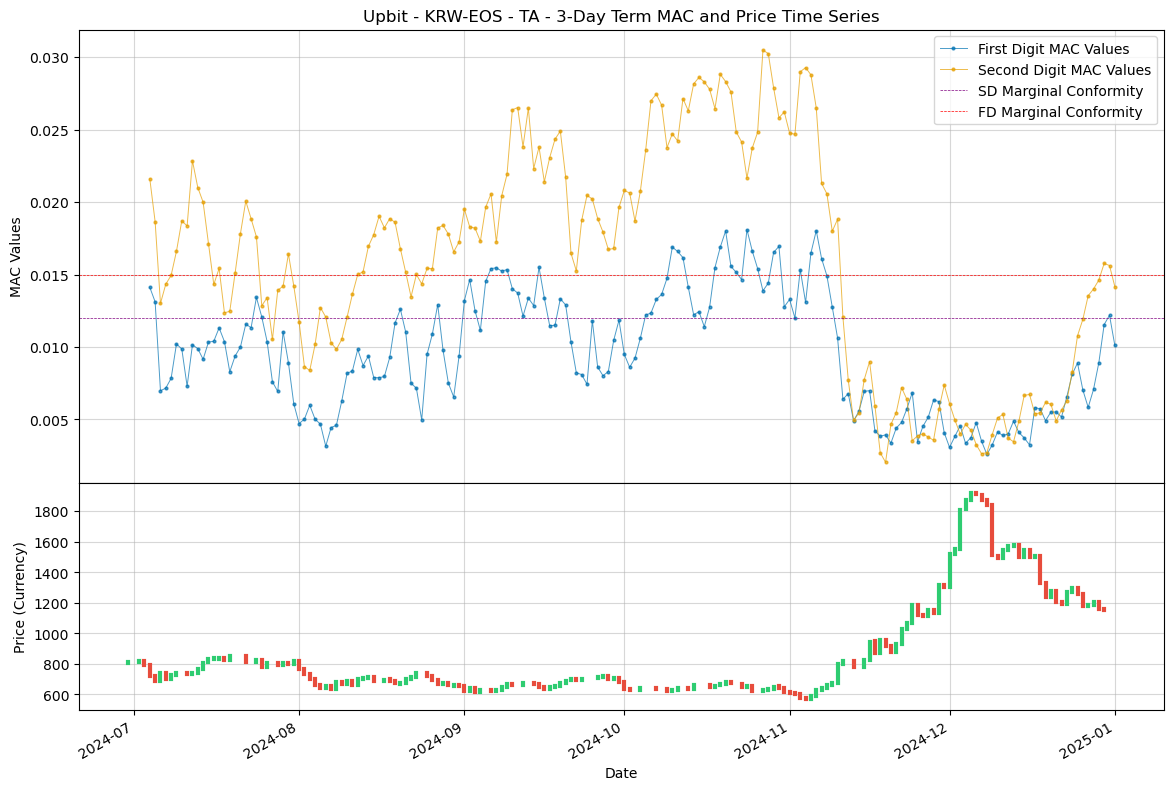 Upbit - KRW-EOS - TA - 3-Day Term MAC and Price Time Series
First Digit MAC Values
Second Digit MAC Values
SD Marginal Conformity
FD Marginal Conformity
MAC Values
0.030
0.025
0.020
0.015
0.010
0.005
Price (Currency)
1800
1600
1400
1200
1000
800
600
2024-07
2024-08
2024-09
2024-10
2024-11
2024-12
2025-01
Date